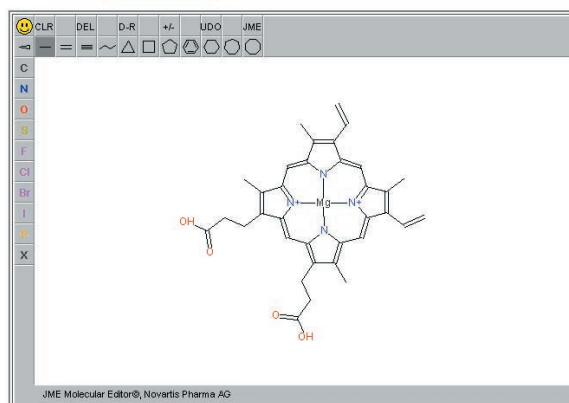 CLR DEL D-R +/- UDO JME
C
N
O
S
F
Cl
Br
I
P
X
N
N+ Mg N+
N
OH
O
O
OH
JME Molecular Editor©, Novartis Pharma AG